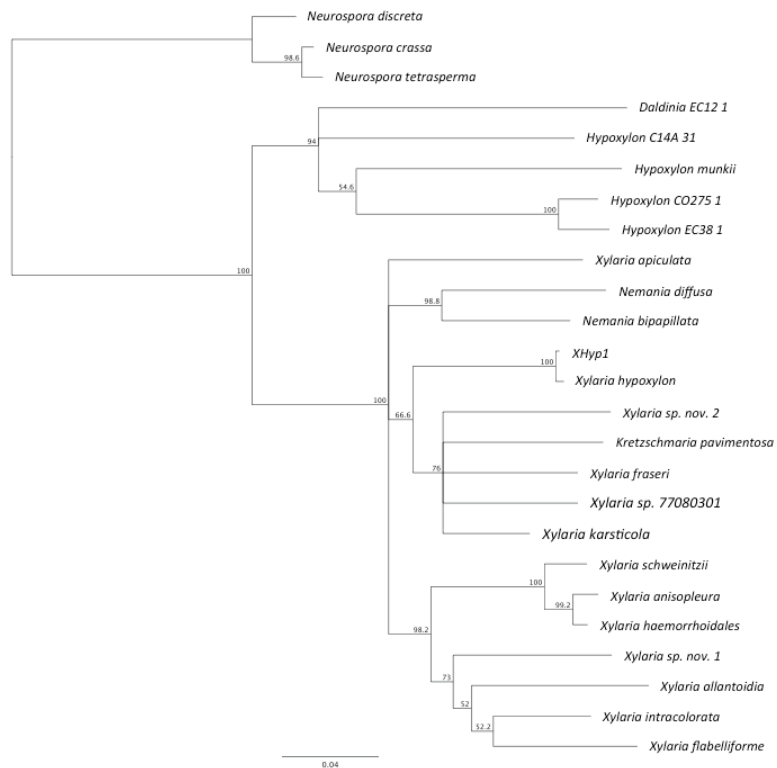 Neurospora discreta
Neurospora crassa
98.6
Neurospora tetrasperma
Daldinia EC12 1
Hypoxylon C14A 31
94
Hypoxylon munkii
54.6
Hypoxylon CO275 1
100
Hypoxylon EC38 1
Xylaria apiculata
100
Nemania diffusa
98.8
Nemania bipapillata
XHyp1
100
Xylaria hypoxylon
100
Xylaria sp. nov. 2
66.6
Kretzschmaria pavimentosa
76
Xylaria fraseri
Xylaria sp. 77080301
Xylaria karsticola
Xylaria schweinitzii
100
Xylaria anisopleura
99.2
Xylaria haemorrhoidales
98.2
Xylaria sp. nov. 1
73
Xylaria allantoidia
52
Xylaria intracolorata
52.2
Xylaria flabelliforme
0.04